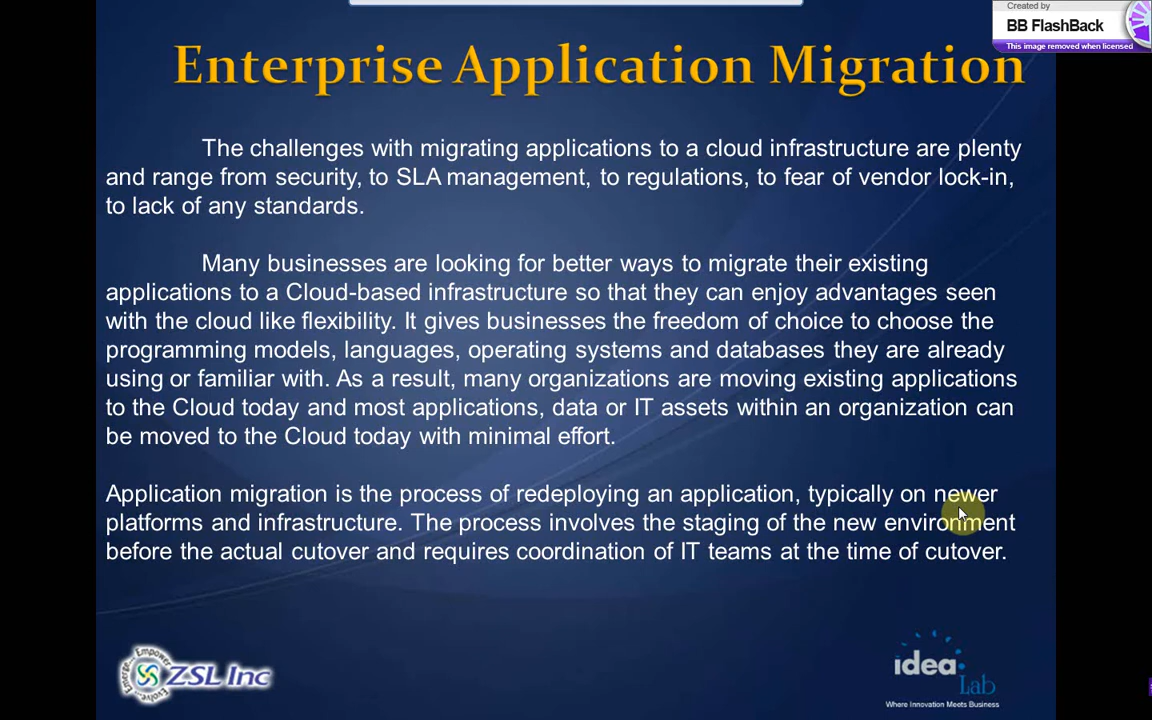 Created by
BB FlashBack
This image removed when licensed
Enterprise Application Migration
The challenges with migrating applications to a cloud infrastructure are plenty
and range from security, to SLA management, to regulations, to fear of vendor lock-in,
to lack of any standards.
Many businesses are looking for better ways to migrate their existing
applications to a Cloud-based infrastructure so that they can enjoy advantages seen
with the cloud like flexibility. It gives businesses the freedom of choice to choose the
programming models, languages, operating systems and databases they are already
using or familiar with. As a result, many organizations are moving existing applications
to the Cloud today and most applications, data or IT assets within an organization can
be moved to the Cloud today with minimal effort.
Application migration is the process of redeploying an application, typically on newer
platforms and infrastructure. The process involves the staging of the new environment
before the actual cutover and requires coordination of IT teams at the time of cutover.
Emerge... Empower... Evolve...
ZSL Inc
idea
Lab
Where Innovation Meets Business